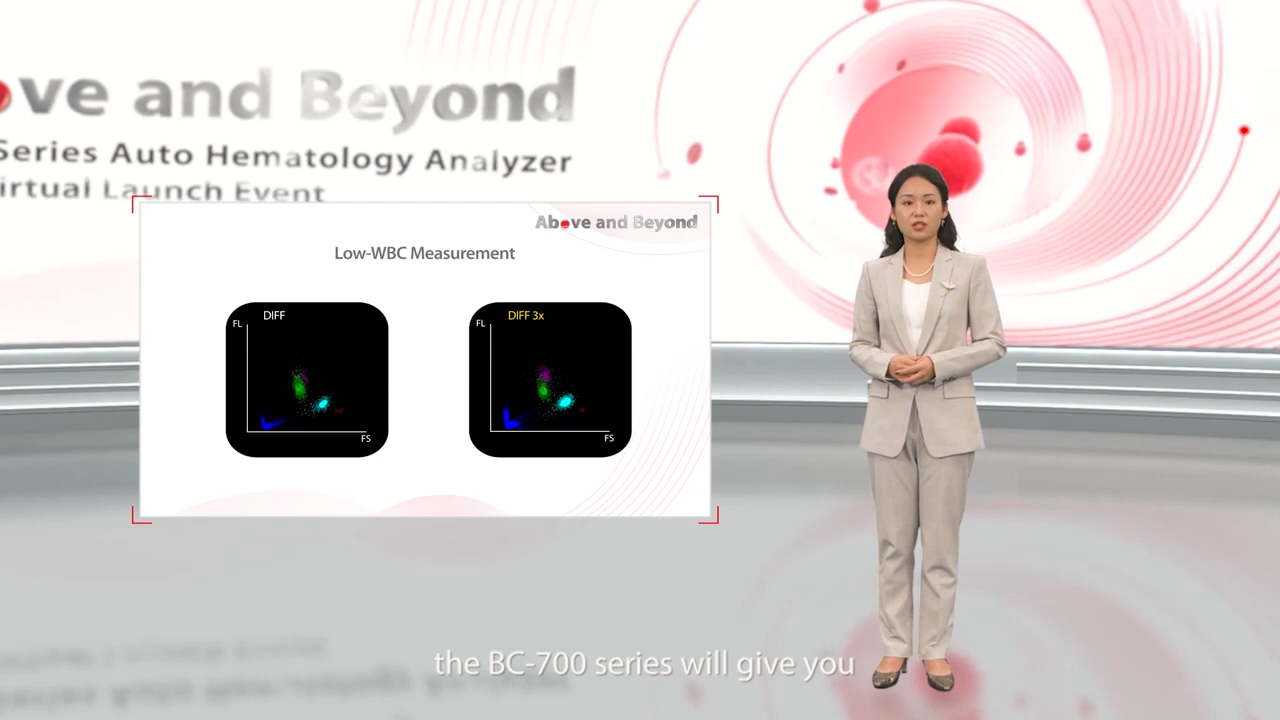 ve and Beyond
Series Auto Hematology Analyzer
irtual Launch Event
Above and Beyond
Low-WBC Measurement
DIFF
FL
FS
DIFF 3x
FL
FS
the BC-700 series will give you